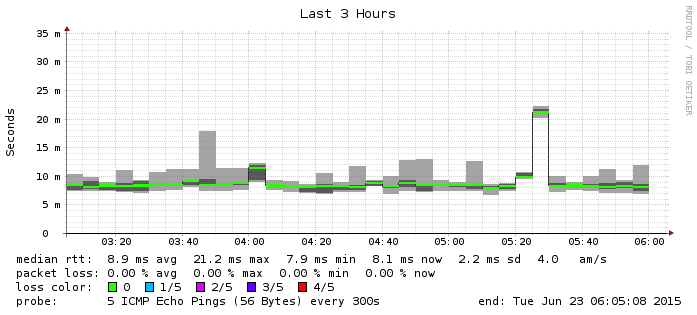 Last 3 Hours
RRDTOOL / TOBI OETIKER
Seconds
35 m
30 m
25 m
20 m
15 m
10 m
5 m
0
03:20 03:40 04:00 04:20 04:40 05:00 05:20 05:40 06:00
median rtt: 8.9 ms avg 21.2 ms max 7.9 ms min 8.1 ms now 2.2 ms sd 4.0 am/s
packet loss: 0.00 % avg 0.00 % max 0.00 % min 0.00 % now
loss color: 0 1/5 2/5 3/5 4/5
probe: 5 ICMP Echo Pings (56 Bytes) every 300s end: Tue Jun 23 06:05:08 2015